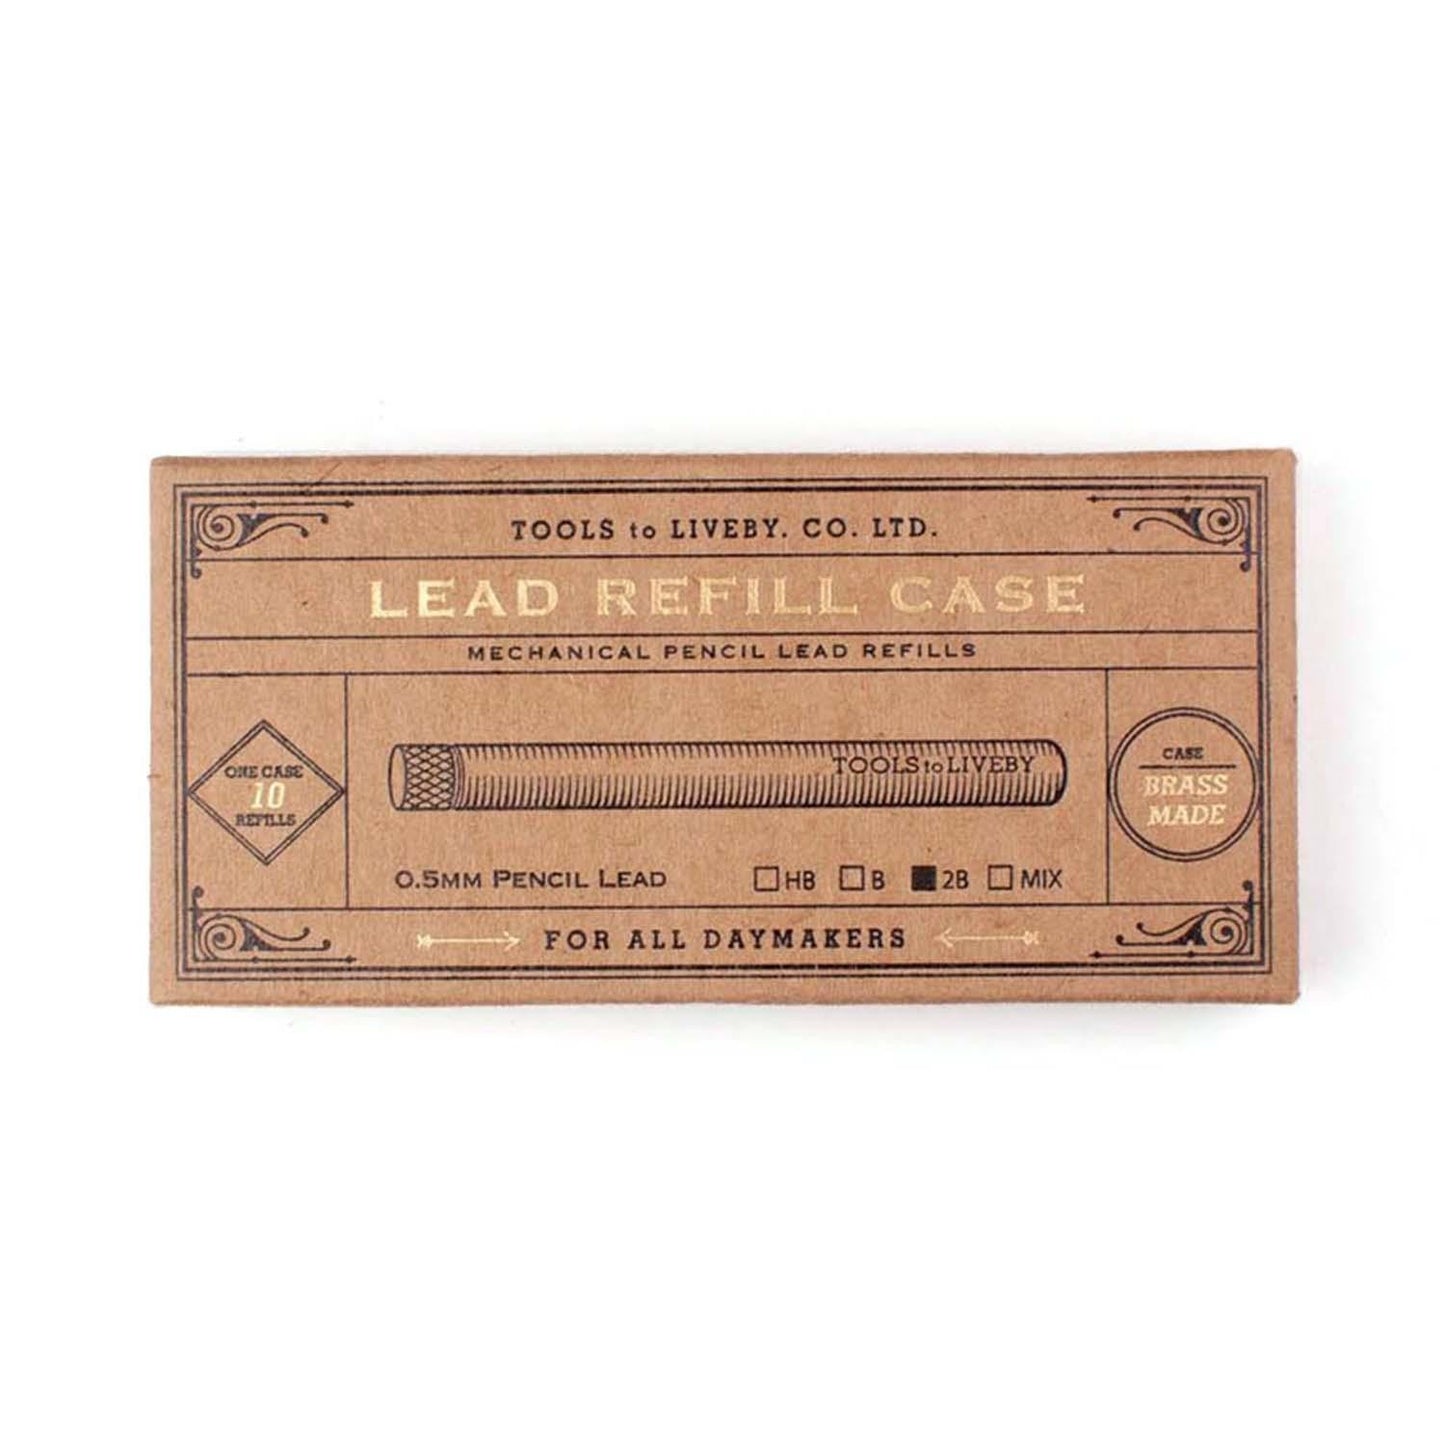 TOOLS to LIVEBY. CO. LTD.
LEAD REFILL CASE
MECHANICAL PENCIL LEAD REFILLS
ONE CASE
10
REFILLS
TOOLS to LIVEBY
CASE
BRASS
MADE
0.5MM PENCIL LEAD HB B 2B MIX
FOR ALL DAYMAKERS